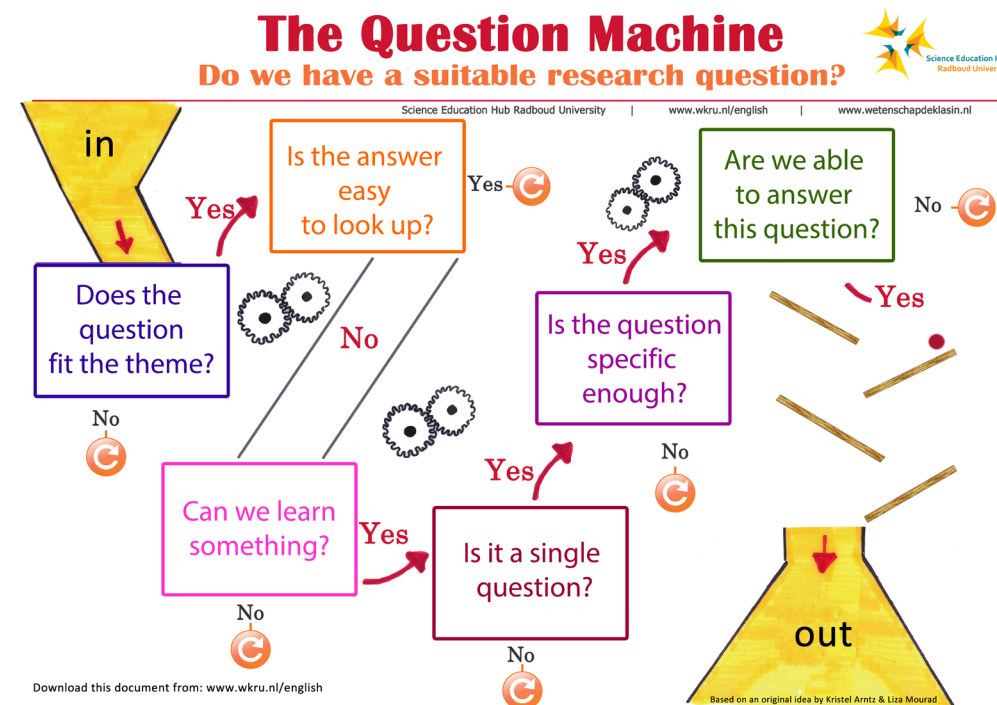 The Question Machine
Do we have a suitable research question?
Science Education H
Radboud Univer
Science Education Hub Radboud University | www.wkru.nl/english | www.wetenschapdeklasin.nl
in
Does the
question
fit the theme?
No
Yes
Is the answer
easy
to look up?
Yes
No
Can we learn
something?
No
Yes
Is it a single
question?
No
Yes
Is the question
specific
enough?
No
Yes
Are we able
to answer
this question?
No
Yes
out
Download this document from: www.wkru.nl/english
Based on an original idea by Kristel Arntz & Liza Mourad